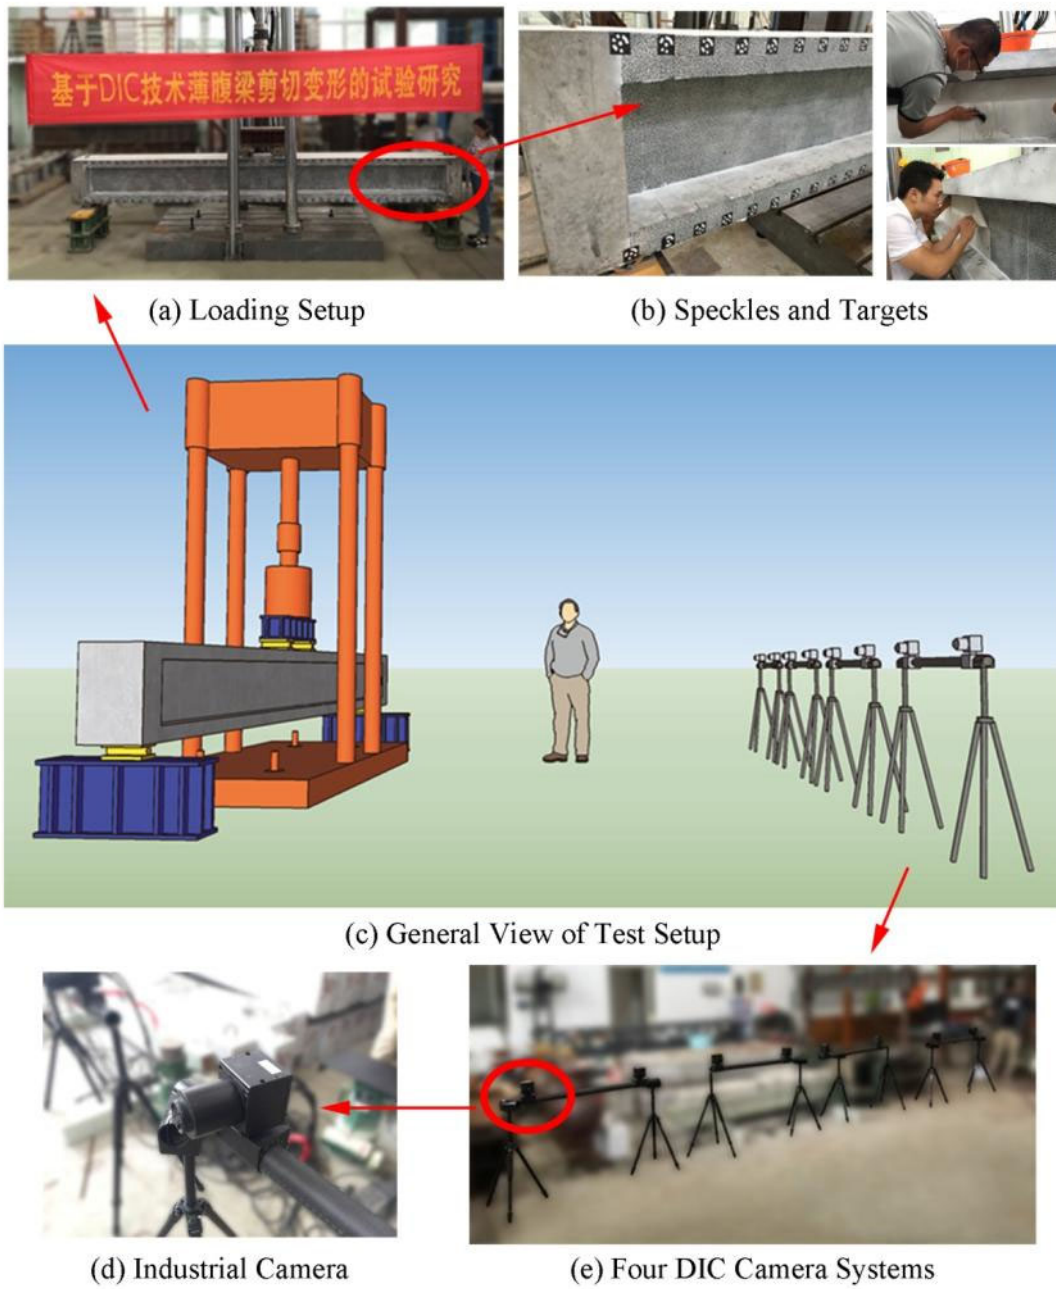 基于DIC技术薄腹梁剪切变形的试验研究
(a) Loading Setup
(b) Speckles and Targets
(c) General View of Test Setup
(d) Industrial Camera
(e) Four DIC Camera Systems